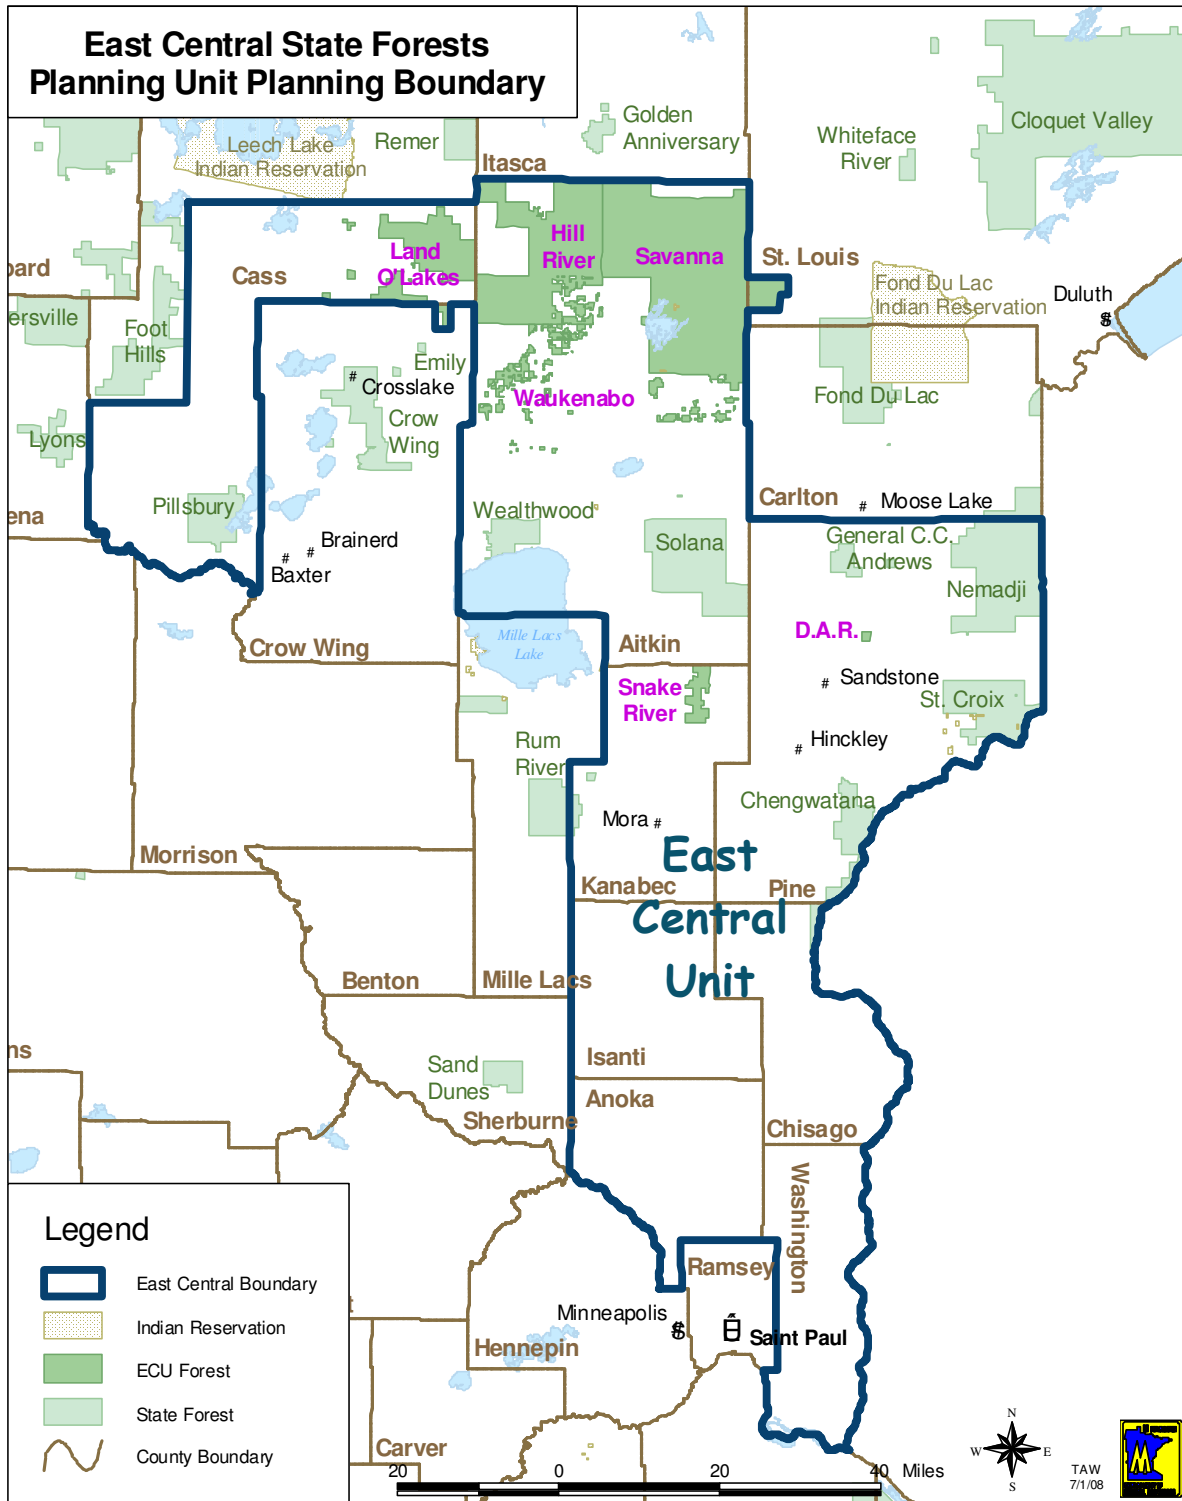 East Central State Forests
Planning Unit Planning Boundary
Leech Lake
Indian Reservation
Remer
Golden
Anniversary
Whiteface
River
Cloquet Valley
Itasca
Land
O'Lakes
Hill
River
Savanna
St. Louis
Cass
Fond Du Lac
Indian Reservation
Duluth
bard
ersville
Foot
Hills
Emily
Crosslake
Crow
Wing
Waukenabo
Fond Du Lac
Lyons
Pillsbury
Wealthwood
Carlton
Moose Lake
ena
Brainerd
Baxter
Solana
General C.C.
Andrews
Nemadji
Mille Lacs
Lake
Crow Wing
Aitkin
D.A.R.
Snake
River
Sandstone
St. Croix
Rum
River
Hinckley
Chengwatana
Mora
Morrison
East
Central
Unit
Kanabec
Pine
Benton
Mille Lacs
ns
Isanti
Anoka
Sand
Dunes
Sherburne
Chisago
Washington
Ramsey
Minneapolis
Saint Paul
Hennepin
Carver
Legend
East Central Boundary
Indian Reservation
ECU Forest
State Forest
County Boundary
20 0 20 40 Miles
N
W E
S
TAW
7/1/08